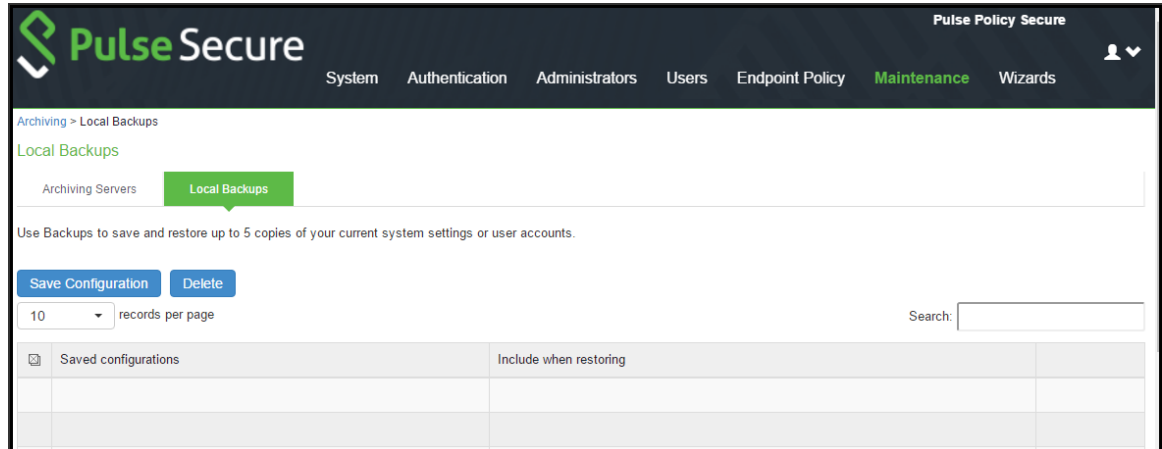 Pulse Policy Secure
Pulse Secure
System Authentication Administrators Users Endpoint Policy Maintenance Wizards
Archiving > Local Backups
Local Backups
Archiving Servers Local Backups
Use Backups to save and restore up to 5 copies of your current system settings or user accounts.
Save Configuration Delete
10 records per page Search:
Saved configurations Include when restoring